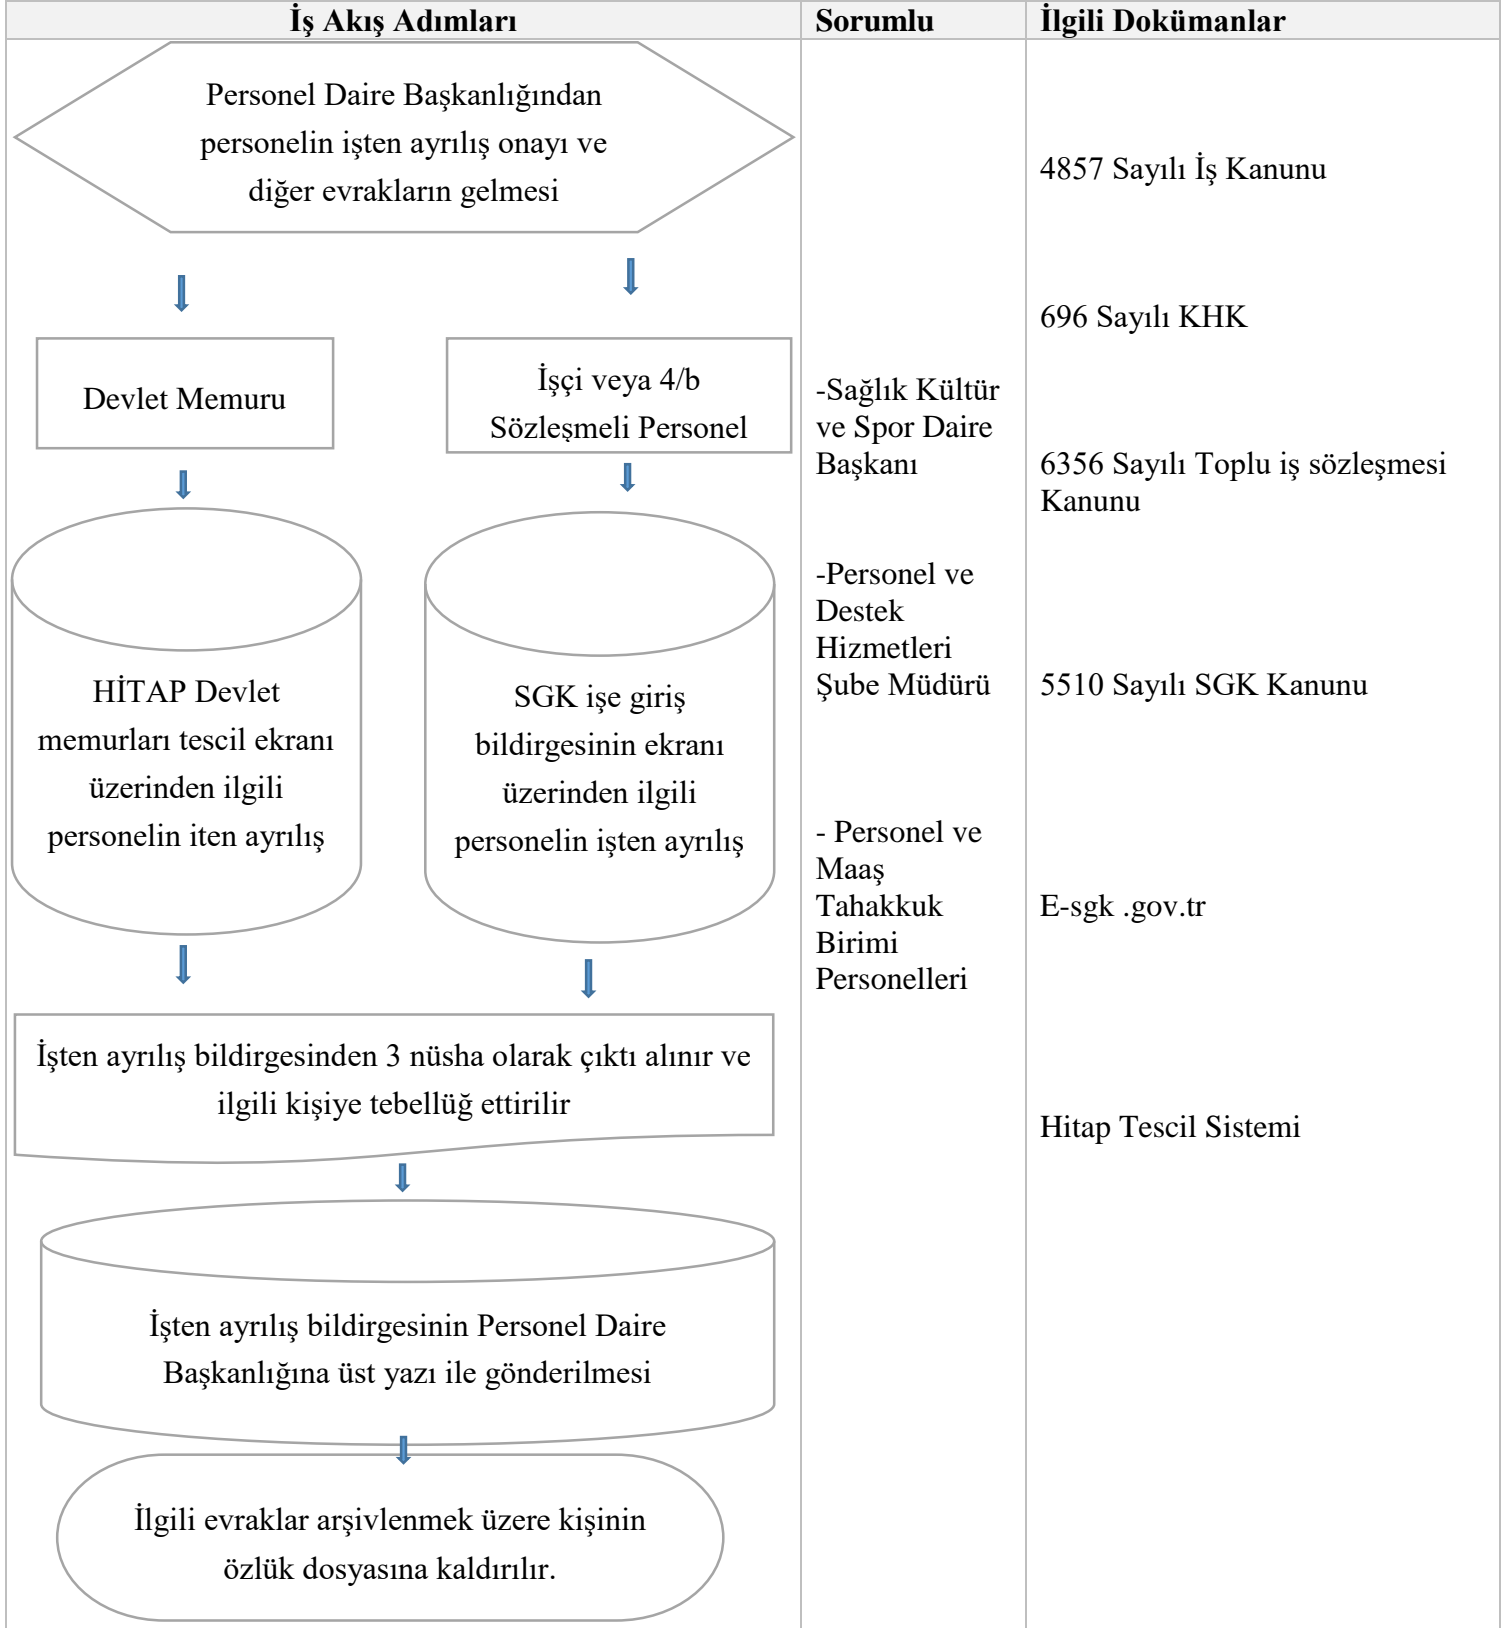 İş Akış Adımları
Sorumlu
İlgili Dokümanlar
Personel Daire Başkanlığından
personelin işten ayrılış onayı ve
diğer evrakların gelmesi
Devlet Memuru
İşçi veya 4/b
Sözleşmeli Personel
HİTAP Devlet
memurları tescil ekranı
üzerinden ilgili
personelin iten ayrılış
SGK işe giriş
bildirgesinin ekranı
üzerinden ilgili
personelin işten ayrılış
İşten ayrılış bildirgesinden 3 nüsha olarak çıktı alınır ve
ilgili kişiye tebellüğ ettirilir
İşten ayrılış bildirgesinin Personel Daire
Başkanlığına üst yazı ile gönderilmesi
İlgili evraklar arşivlenmek üzere kişinin
özlük dosyasına kaldırılır.
-Sağlık Kültür
ve Spor Daire
Başkanı
-Personel ve
Destek
Hizmetleri
Şube Müdürü
- Personel ve
Maaş
Tahakkuk
Birimi
Personelleri
4857 Sayılı İş Kanunu
696 Sayılı KHK
6356 Sayılı Toplu iş sözleşmesi
Kanunu
5510 Sayılı SGK Kanunu
E-sgk .gov.tr
Hitap Tescil Sistemi